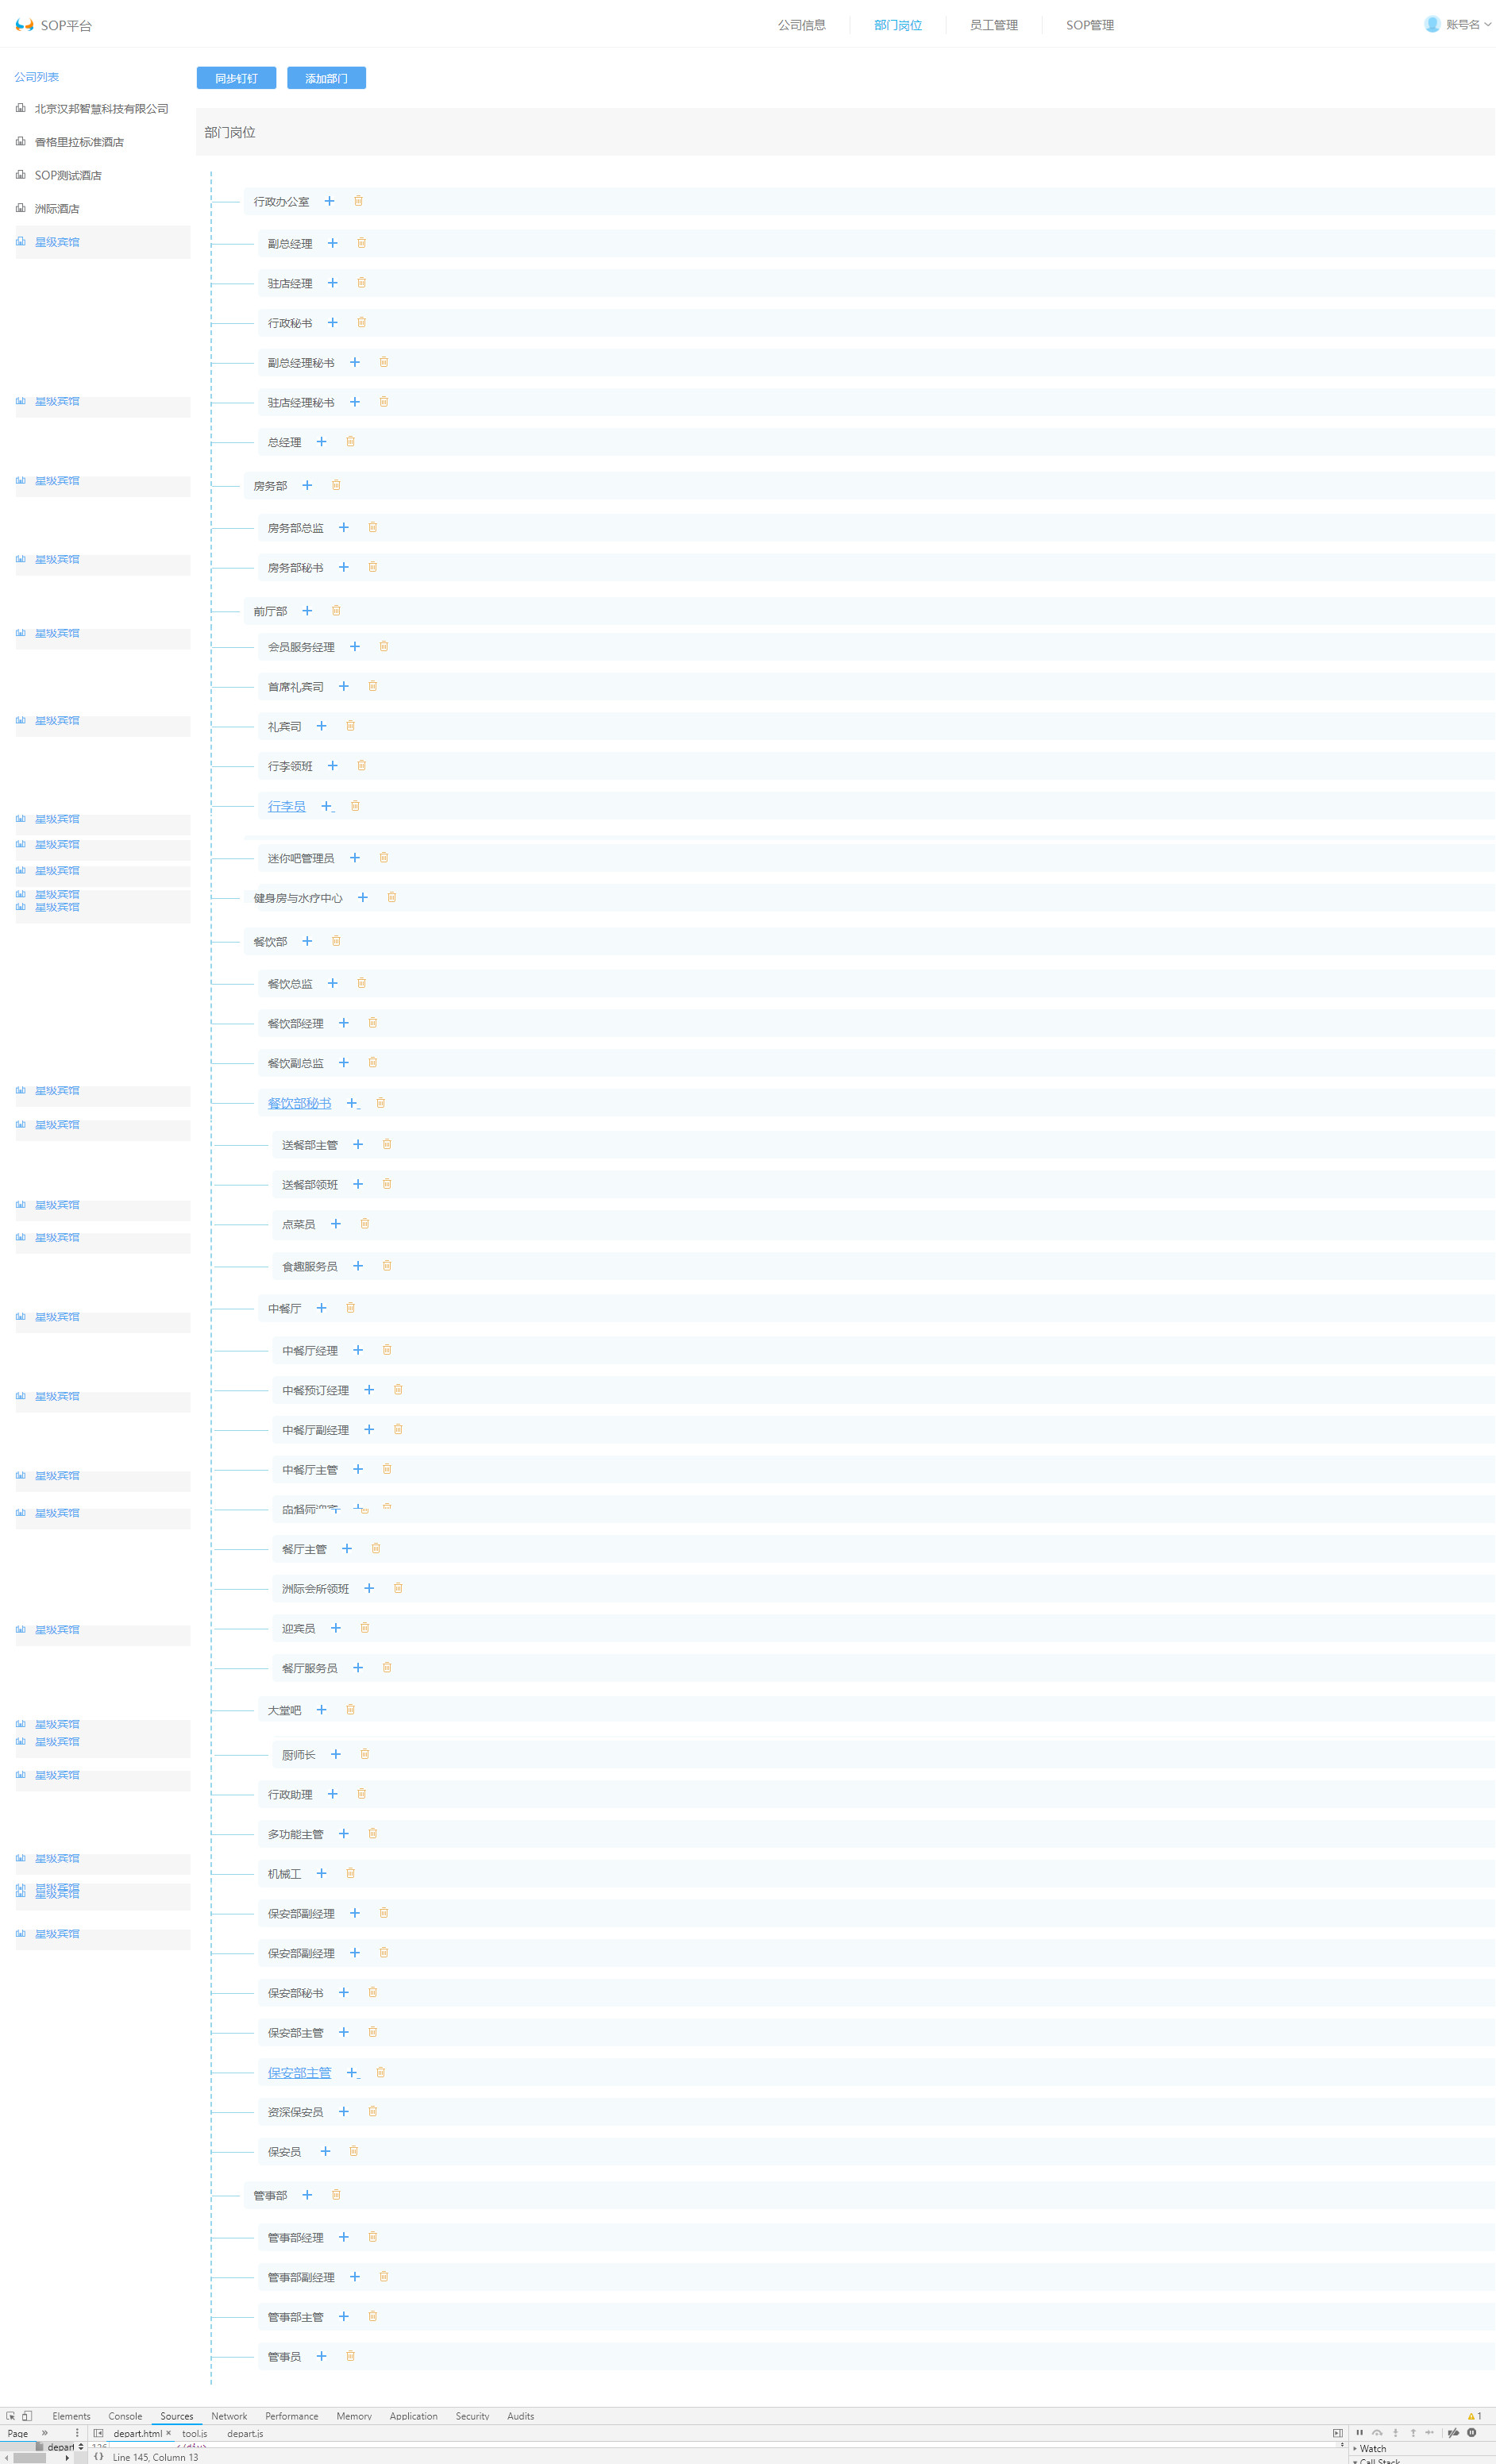 SOP平台
公司信息
部门岗位
员工管理
SOP管理
账号名
公司列表
北京汉邦智慧科技有限公司
香格里拉标准酒店
SOP测试酒店
洲际酒店
星级宾馆
同步钉钉
添加部门
部门岗位
行政办公室
副总经理
驻店经理
行政秘书
副总经理秘书
星级宾馆
驻店经理秘书
总经理
星级宾馆
房务部
房务部总监
星级宾馆
房务部秘书
前厅部
星级宾馆
会员服务经理
首席礼宾司
星级宾馆
礼宾司
行李领班
行李员
星级宾馆
星级宾馆
迷你吧管理员
星级宾馆
星级宾馆
健身房与水疗中心
星级宾馆
餐饮部
餐饮总监
餐饮部经理
餐饮副总监
星级宾馆
餐饮部秘书
星级宾馆
送餐部主管
送餐部领班
星级宾馆
点菜员
星级宾馆
食趣服务员
中餐厅
星级宾馆
中餐厅经理
中餐预订经理
星级宾馆
中餐厅副经理
中餐厅主管
星级宾馆
星级宾馆
餐厅主管
洲际会所领班
迎宾员
星级宾馆
餐厅服务员
大堂吧
星级宾馆
星级宾馆
厨师长
星级宾馆
行政助理
多功能主管
星级宾馆
机械工
星级宾馆
星级宾馆
保安部副经理
星级宾馆
保安部副经理
保安部秘书
保安部主管
保安部主管
资深保安员
保安员
管事部
管事部经理
管事部副经理
管事部主管
管事员
Elements
Console
Sources
Network
Performance
Memory
Application
Security
Audits
1
Page
»
depart.html ×
tool.js
depart.js
depart
{ } Line 145, Column 13
Watch
Call Stack